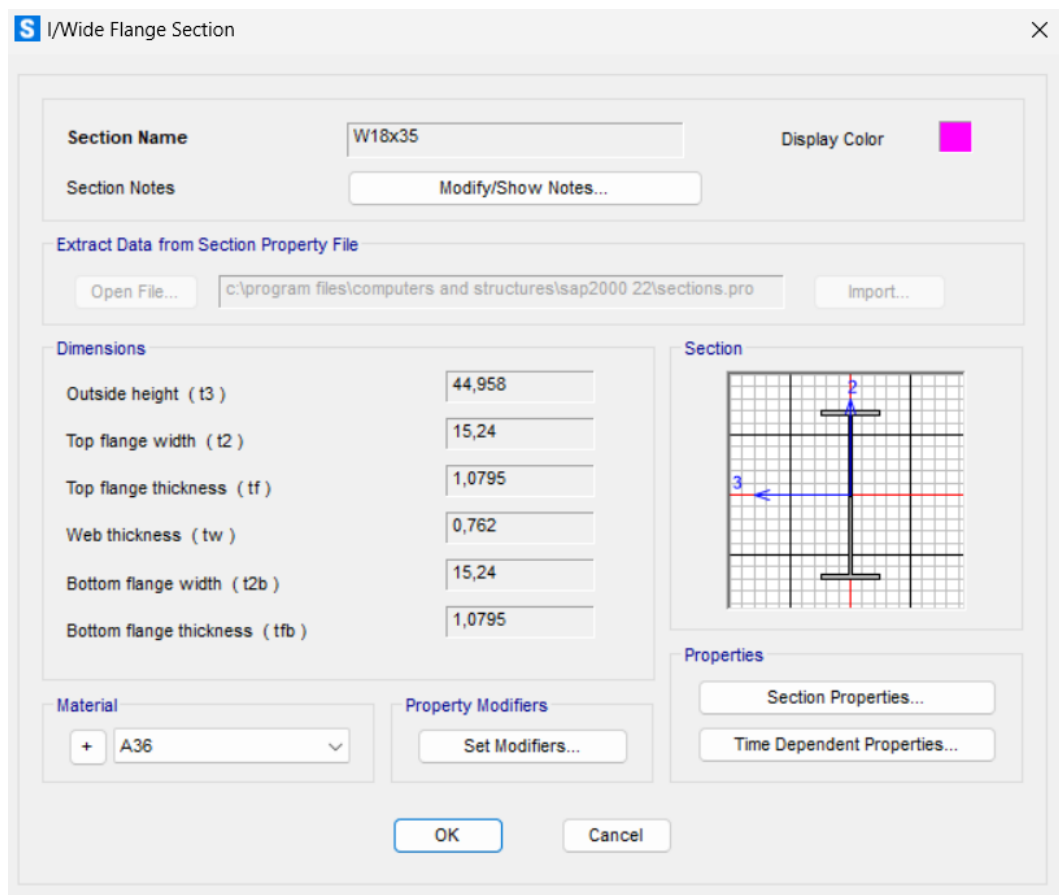 S I/Wide Flange Section
Section Name W18x35 Display Color
Section Notes Modify/Show Notes...
Extract Data from Section Property File
Open File... c:\program files\computers and structures\sap2000 22\sections.pro Import...
Dimensions
Outside height ( t3 ) 44,958
Top flange width ( t2 ) 15,24
Top flange thickness ( tf ) 1,0795
Web thickness ( tw ) 0,762
Bottom flange width ( t2b ) 15,24
Bottom flange thickness ( tfb ) 1,0795
Section
2
3
Material
+ A36
Property Modifiers
Set Modifiers...
Properties
Section Properties...
Time Dependent Properties...
OK Cancel